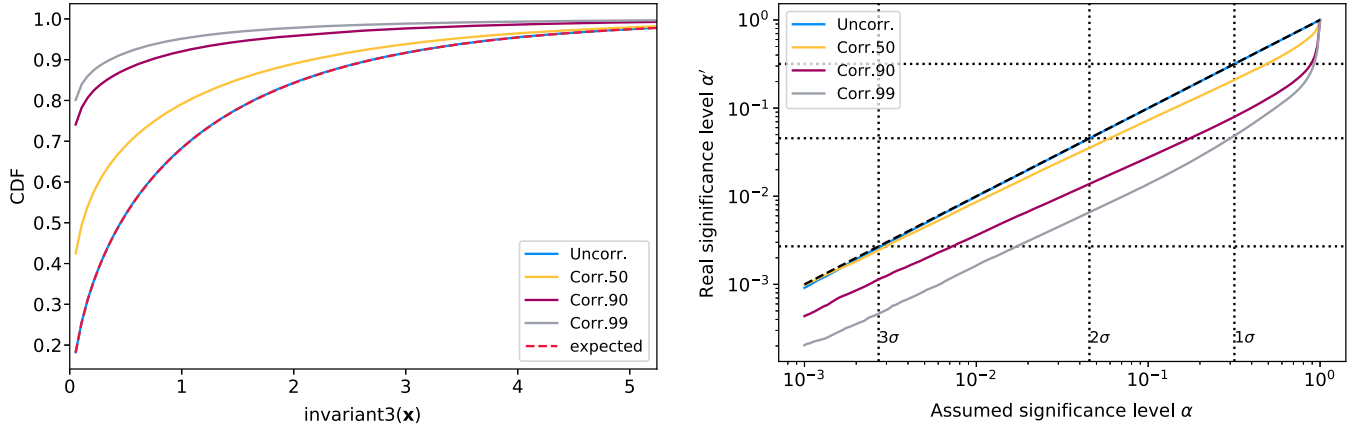 1.0
0.9
0.8
0.7
0.6
0.5
0.4
0.3
0.2
CDF
0 1 2 3 4 5
invariant3(x)
Uncorr.
Corr.50
Corr.90
Corr.99
expected
Real siginificance level α′
10⁰
10⁻¹
10⁻²
10⁻³
Uncorr.
Corr.50
Corr.90
Corr.99
3σ 2σ 1σ
10⁻³ 10⁻² 10⁻¹ 10⁰
Assumed significance level α